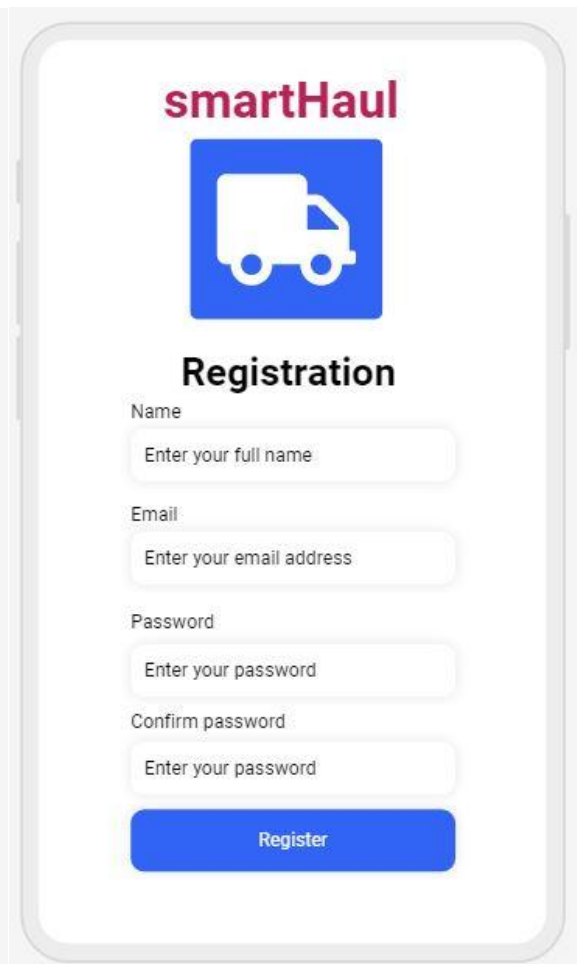 smartHaul
Registration
Name
Enter your full name
Email
Enter your email address
Password
Enter your password
Confirm password
Enter your password
Register